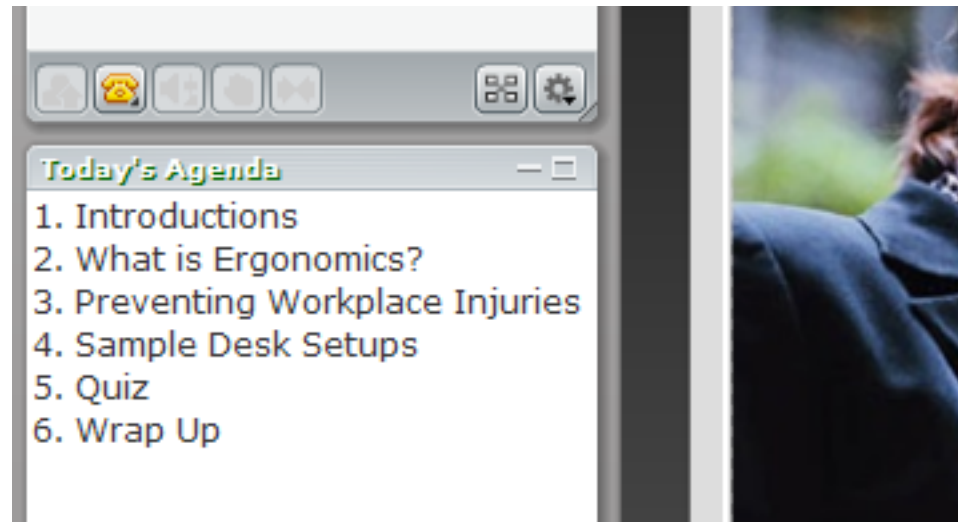 Today's Agenda
1. Introductions
2. What is Ergonomics?
3. Preventing Workplace Injuries
4. Sample Desk Setups
5. Quiz
6. Wrap Up